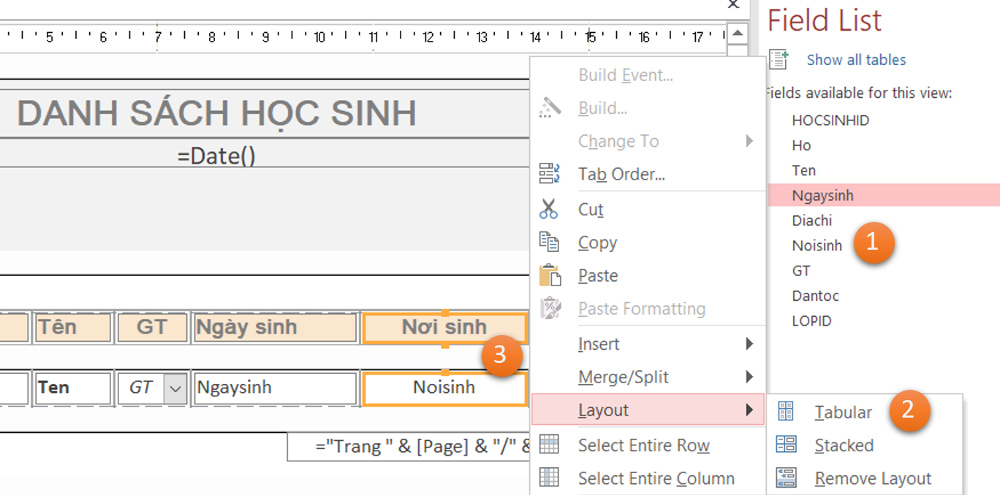 5 6 7 8 9 10 11 12 13 14 15 16 17
DANH SÁCH HỌC SINH
=Date()
Tên GT Ngày sinh Nơi sinh
3
Ten GT Ngaysinh Noisinh
="Trang " & [Page] & "/" &
Build Event...
Build...
Change To
Tab Order...
Cut
Copy
Paste
Paste Formatting
Insert
Merge/Split
Layout
Select Entire Row
Select Entire Column
Tabular
2
Stacked
Remove Layout
Field List
Show all tables
Fields available for this view:
HOCSINHID
Ho
Ten
Ngaysinh
Diachi
Noisinh
1
GT
Dantoc
LOPID